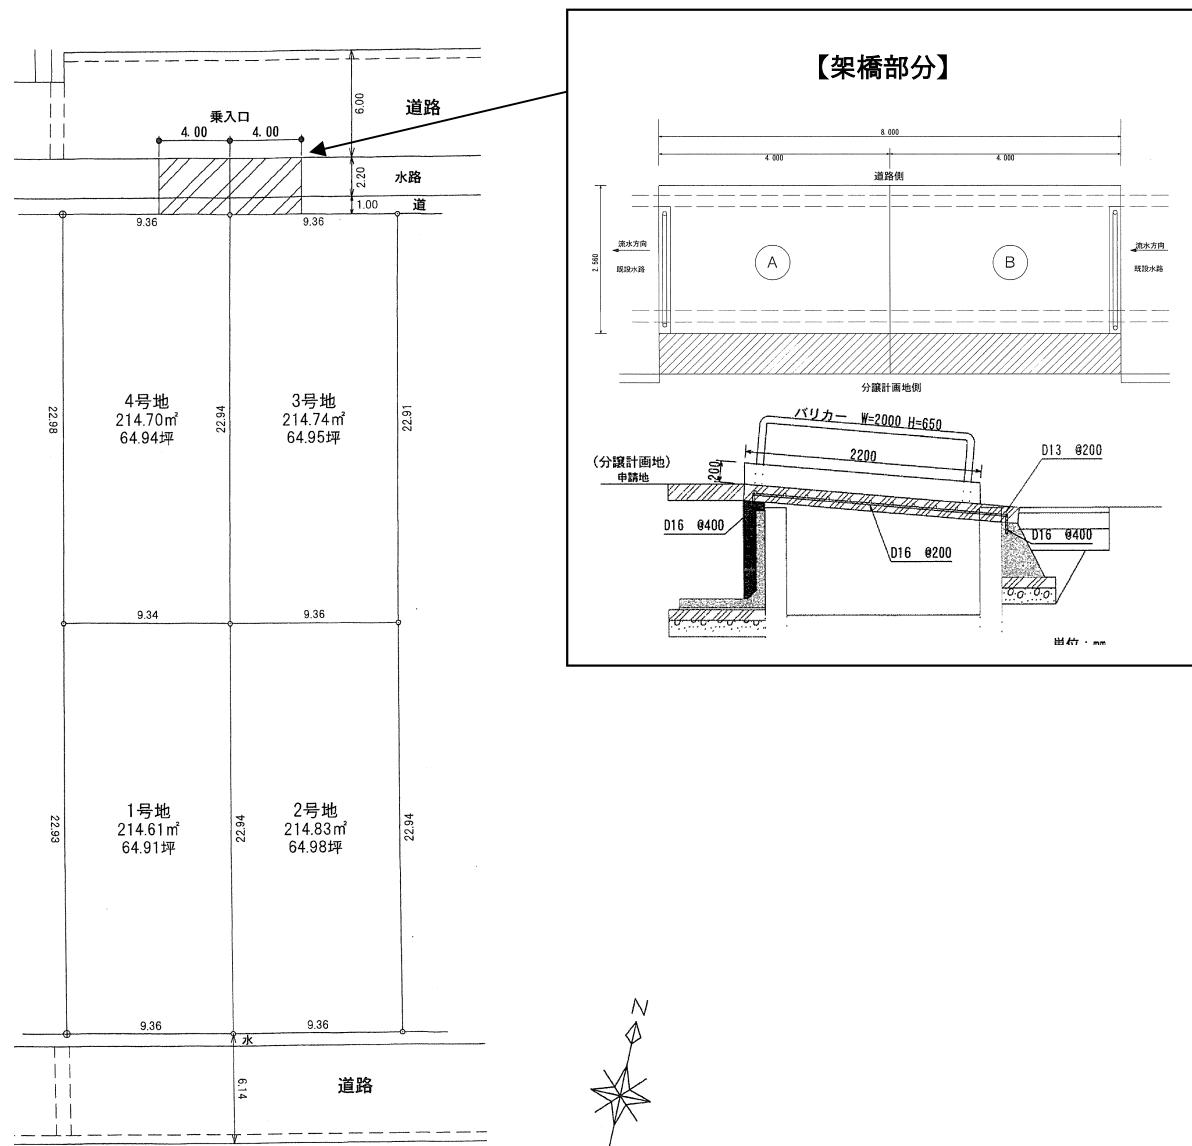 【架橋部分】
道路
6.00
乗入口
4.00
4.00
水路
2.20
道
1.00
9.36
9.36
22.98
4号地
214.70㎡
64.94坪
22.94
3号地
214.74㎡
64.95坪
22.91
9.34
9.36
22.93
1号地
214.61㎡
64.91坪
22.94
2号地
214.83㎡
64.98坪
22.94
9.36
9.36
水
6.14
道路
8.000
4.000
4.000
道路側
2.560
流水方向
既設水路
A
B
流水方向
既設水路
分譲計画地側
バリカー W=2000 H=650
2200
200
(分譲計画地)
申請地
D13 @200
D16 @400
D16 @200
D16 @400
単位:mm
N